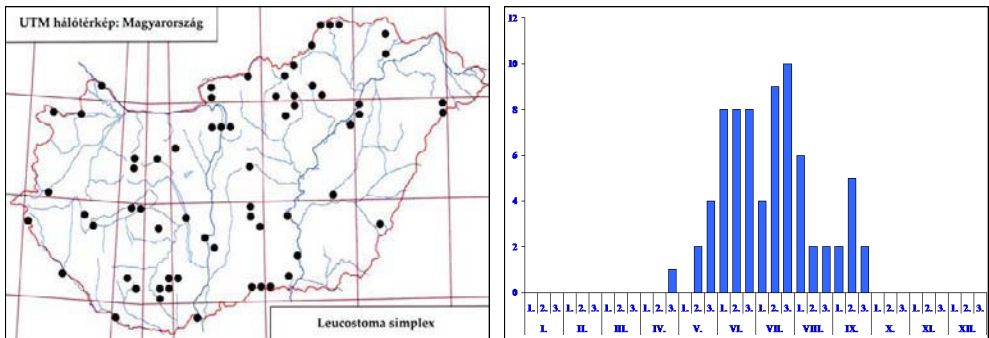 UTM hálótérkép: Magyarország
Leucostoma simplex
12
10
8
6
4
2
0
1. 2. 3. 1. 2. 3. 1. 2. 3. 1. 2. 3. 1. 2. 3. 1. 2. 3. 1. 2. 3. 1. 2. 3. 1. 2. 3. 1. 2. 3. 1. 2. 3. 1. 2. 3.
I. II. III. IV. V. VI. VII. VIII. IX. X. XI. XII.